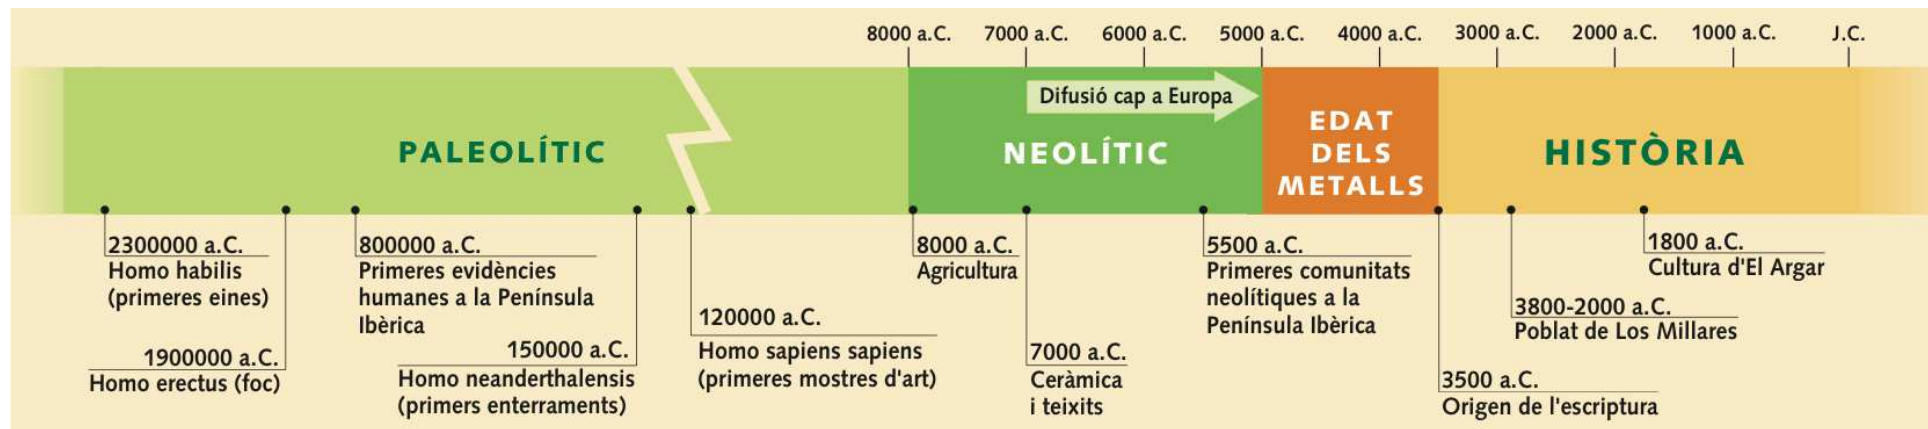 8000 a.C. 7000 a.C. 6000 a.C. 5000 a.C. 4000 a.C. 3000 a.C. 2000 a.C. 1000 a.C. J.C.
Difusió cap a Europa
PALEOLÍTIC
NEOLÍTIC
EDAT
DELS
METALLS
HISTÒRIA
2300000 a.C.
Homo habilis
(primeres eines)
1900000 a.C.
Homo erectus (foc)
800000 a.C.
Primeres evidències
humanes a la Península
Ibèrica
150000 a.C.
Homo neanderthalensis
(primers enterraments)
120000 a.C.
Homo sapiens sapiens
(primeres mostres d'art)
8000 a.C.
Agricultura
7000 a.C.
Ceràmica
i teixits
5500 a.C.
Primeres comunitats
neolítiques a la
Península Ibèrica
3500 a.C.
Origen de l'escriptura
3800-2000 a.C.
Poblat de Los Millares
1800 a.C.
Cultura d'El Argar